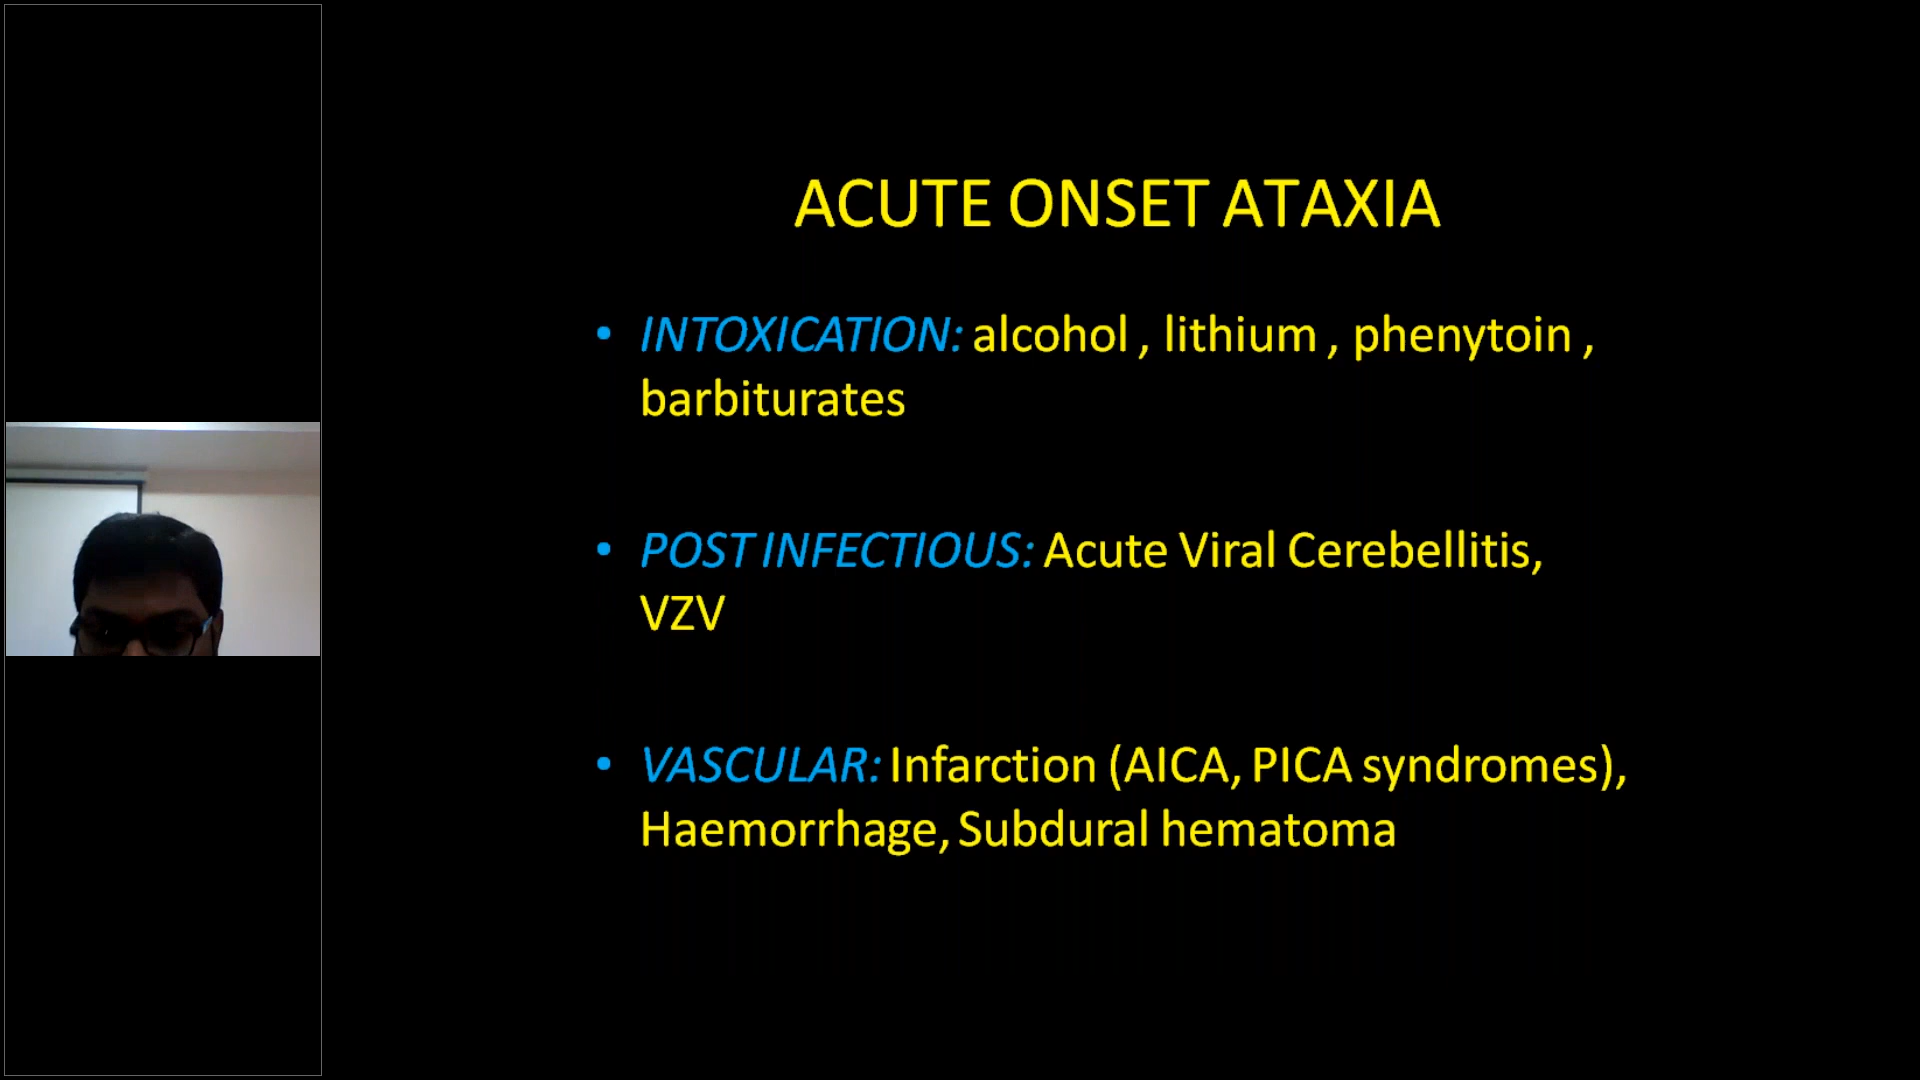 ACUTE ONSET ATAXIA
• INTOXICATION: alcohol , lithium , phenytoin ,
barbiturates
• POST INFECTIOUS: Acute Viral Cerebellitis,
VZV
• VASCULAR: Infarction (AICA, PICA syndromes),
Haemorrhage, Subdural hematoma